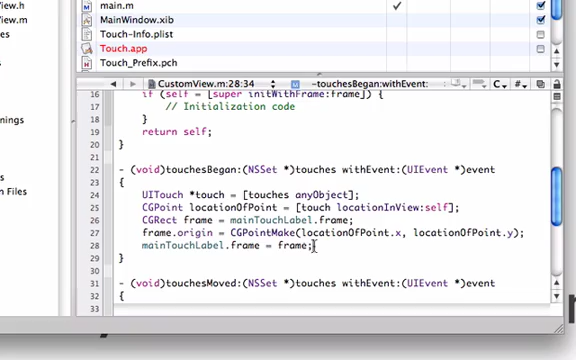 w.h
w.m
main.m
MainWindow.xib
Touch-Info.plist
Touch.app
Touch_Prefix.pch
CustomView.m:28:34
-touchesBegan:withEvent:
C
#
16 if (self = [super initWithFrame:frame]) {
17 // Initialization code
18 }
19 return self;
20 }
21
22 - (void)touchesBegan:(NSSet *)touches withEvent:(UIEvent *)event
23 {
24 UITouch *touch = [touches anyObject];
25 CGPoint locationOfPoint = [touch locationInView:self];
26 CGRect frame = mainTouchLabel.frame;
27 frame.origin = CGPointMake(locationOfPoint.x, locationOfPoint.y);
28 mainTouchLabel.frame = frame;
29 }
30
31 - (void)touchesMoved:(NSSet *)touches withEvent:(UIEvent *)event
32 {
33
nings
n Files